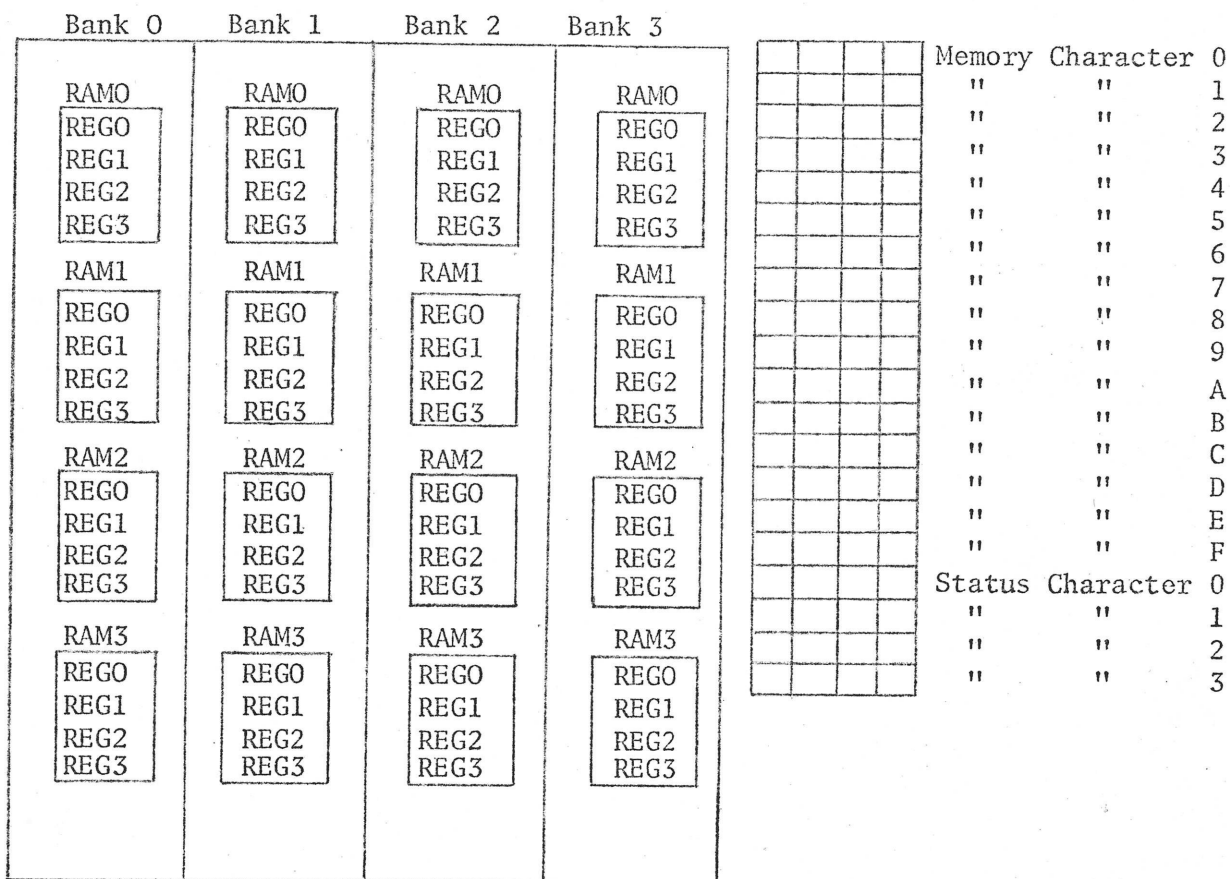 Bank 0 Bank 1 Bank 2 Bank 3
RAM0 RAM0 RAM0 RAM0
REG0 REG0 REG0 REG0
REG1 REG1 REG1 REG1
REG2 REG2 REG2 REG2
REG3 REG3 REG3 REG3
RAM1 RAM1 RAM1 RAM1
REG0 REG0 REG0 REG0
REG1 REG1 REG1 REG1
REG2 REG2 REG2 REG2
REG3 REG3 REG3 REG3
RAM2 RAM2 RAM2 RAM2
REG0 REG0 REG0 REG0
REG1 REG1 REG1 REG1
REG2 REG2 REG2 REG2
REG3 REG3 REG3 REG3
RAM3 RAM3 RAM3 RAM3
REG0 REG0 REG0 REG0
REG1 REG1 REG1 REG1
REG2 REG2 REG2 REG2
REG3 REG3 REG3 REG3
Memory Character 0
" " 1
" " 2
" " 3
" " 4
" " 5
" " 6
" " 7
" " 8
" " 9
" " A
" " B
" " C
" " D
" " E
" " F
Status Character 0
" " 1
" " 2
" " 3